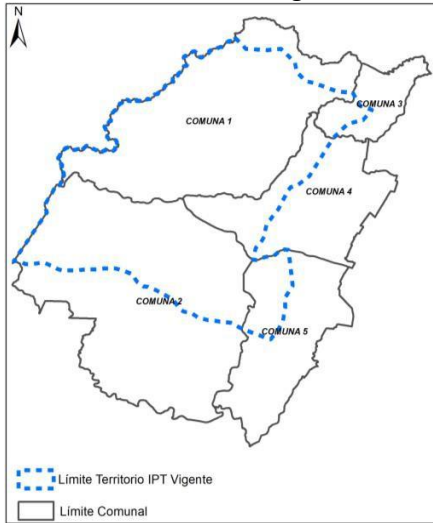 N
COMUNA 1
COMUNA 3
COMUNA 4
COMUNA 2
COMUNA 5
Límite Territorio IPT Vigente
Límite Comunal